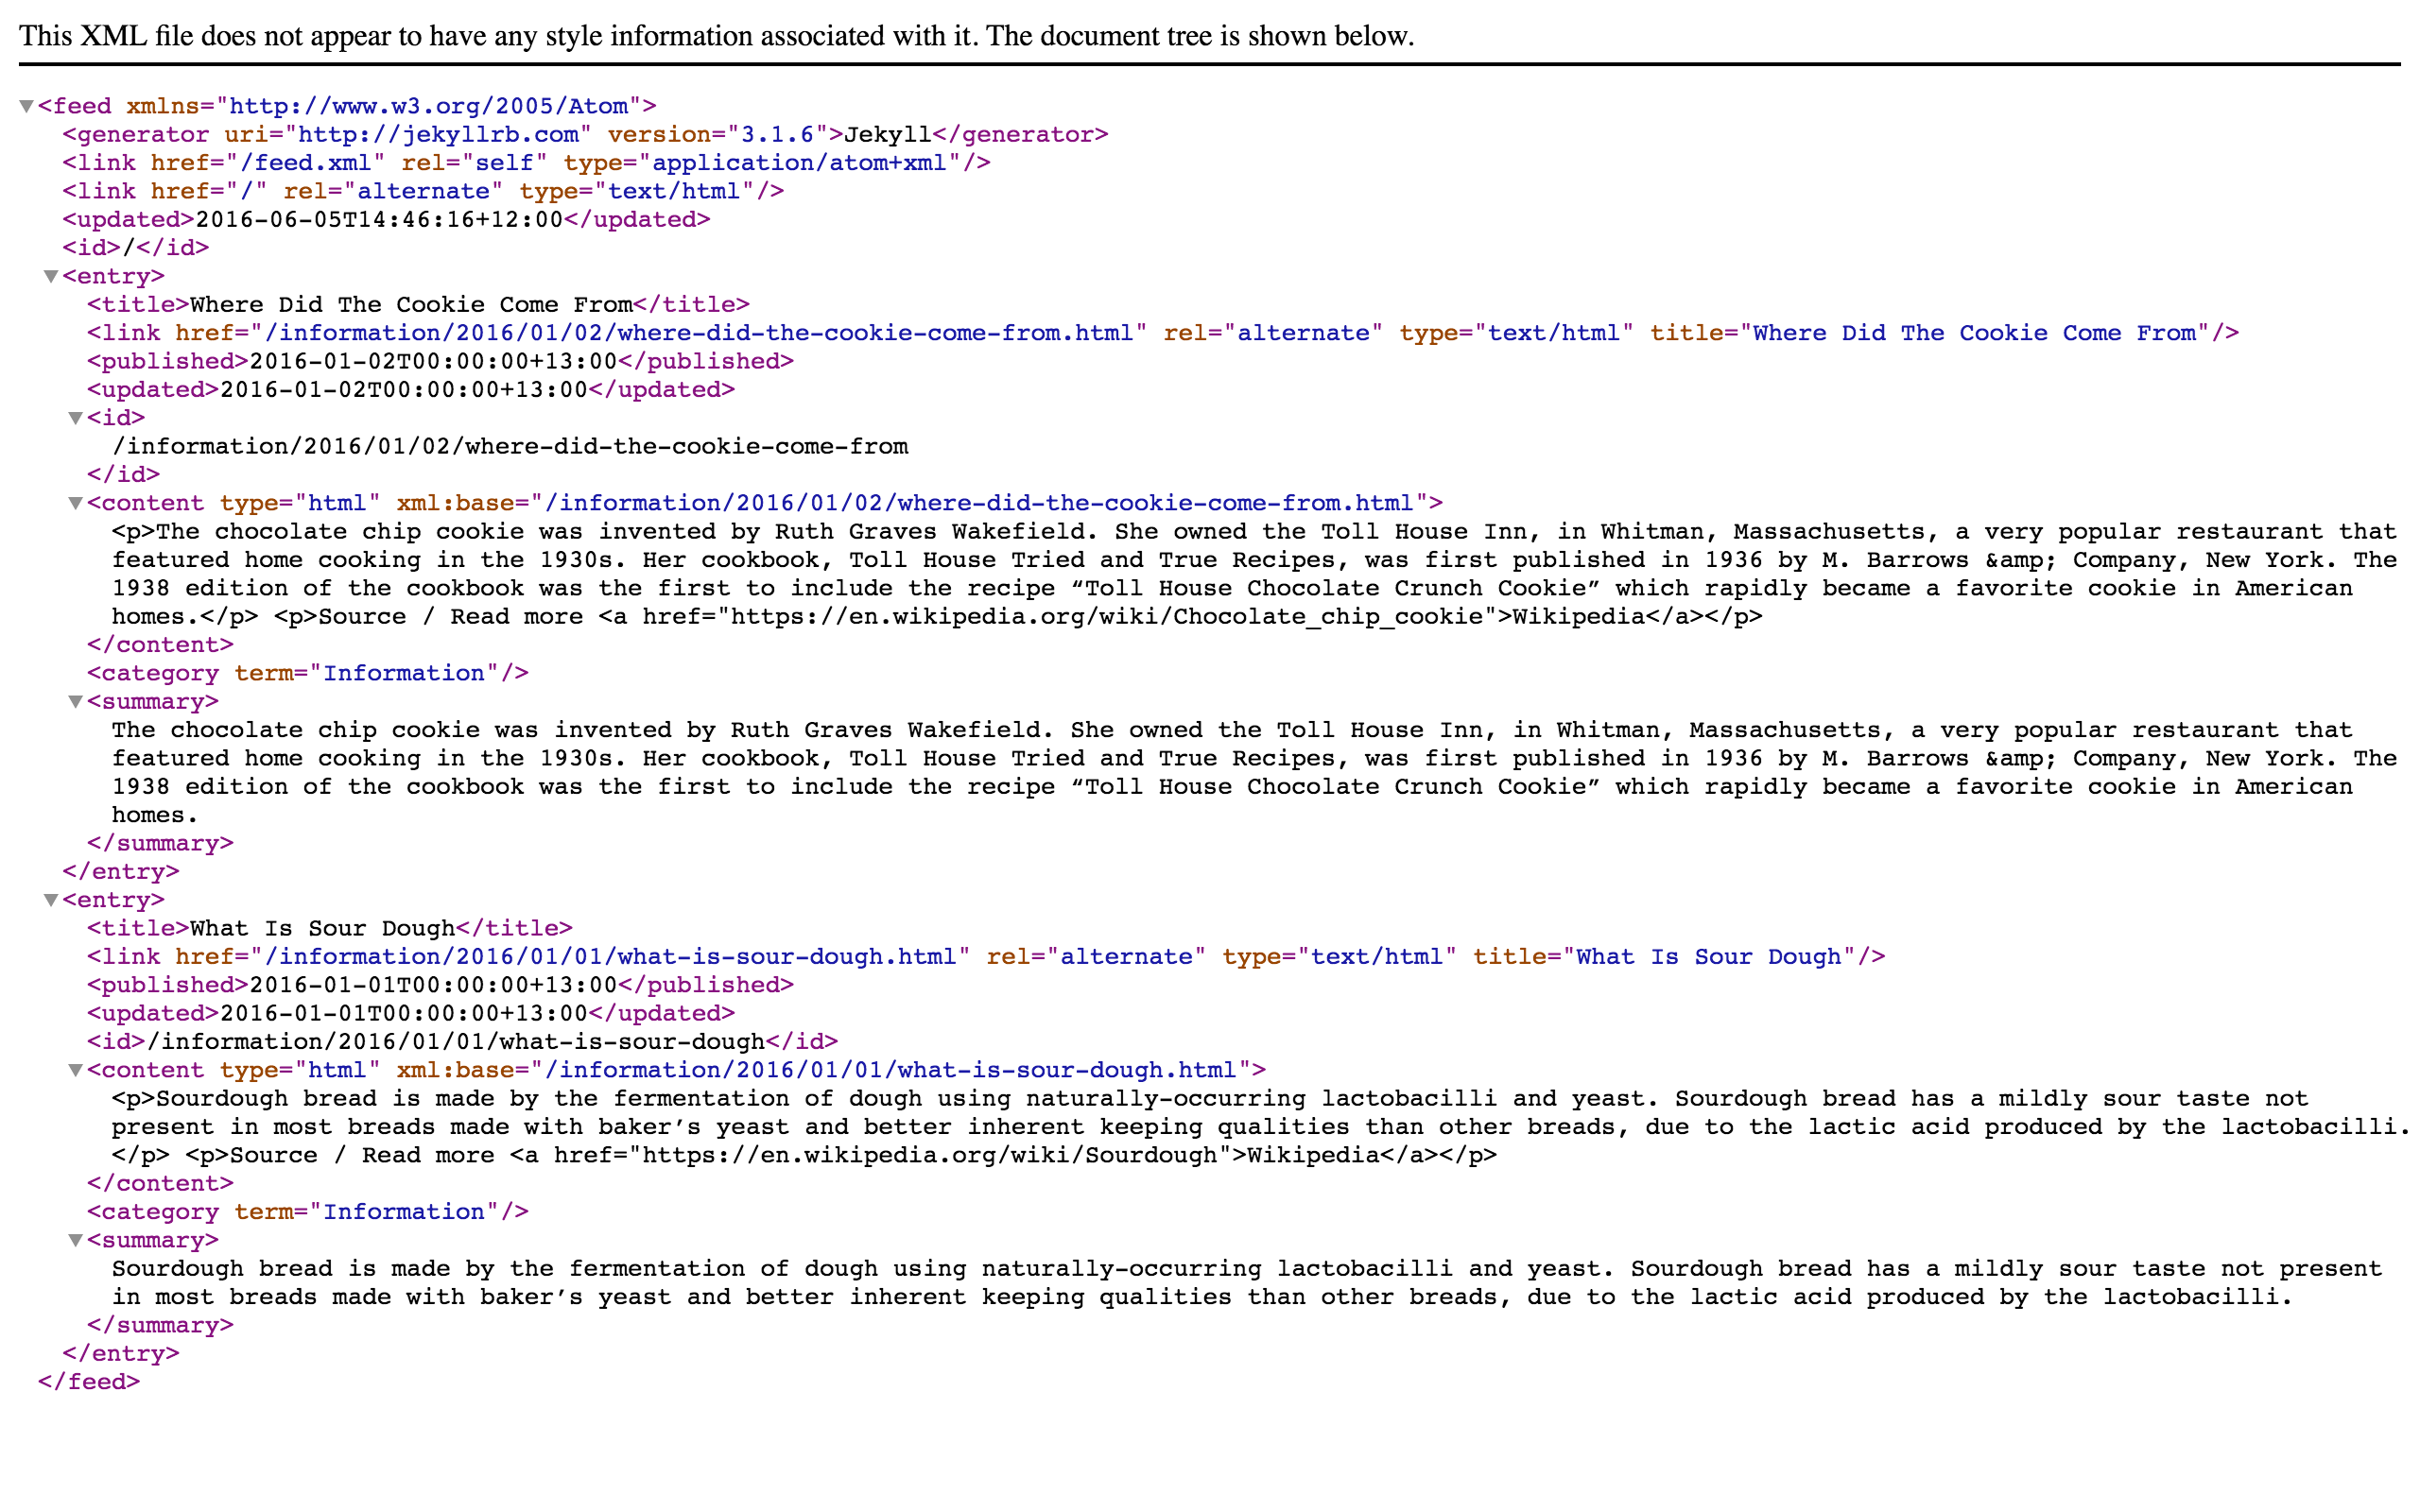 This XML file does not appear to have any style information associated with it. The document tree is shown below.
▼<feed xmlns="http://www.w3.org/2005/Atom">
<generator uri="http://jekyllrb.com" version="3.1.6">Jekyll</generator>
<link href="/feed.xml" rel="self" type="application/atom+xml"/>
<link href="/" rel="alternate" type="text/html"/>
<updated>2016-06-05T14:46:16+12:00</updated>
<id>/</id>
▼<entry>
<title>Where Did The Cookie Come From</title>
<link href="/information/2016/01/02/where-did-the-cookie-come-from.html" rel="alternate" type="text/html" title="Where Did The Cookie Come From"/>
<published>2016-01-02T00:00:00+13:00</published>
<updated>2016-01-02T00:00:00+13:00</updated>
▼<id>
/information/2016/01/02/where-did-the-cookie-come-from
</id>
▼<content type="html" xml:base="/information/2016/01/02/where-did-the-cookie-come-from.html">
<p>The chocolate chip cookie was invented by Ruth Graves Wakefield. She owned the Toll House Inn, in Whitman, Massachusetts, a very popular restaurant that
featured home cooking in the 1930s. Her cookbook, Toll House Tried and True Recipes, was first published in 1936 by M. Barrows &amp; Company, New York. The
1938 edition of the cookbook was the first to include the recipe “Toll House Chocolate Crunch Cookie” which rapidly became a favorite cookie in American
homes.</p> <p>Source / Read more <a href="https://en.wikipedia.org/wiki/Chocolate_chip_cookie">Wikipedia</a></p>
</content>
<category term="Information"/>
▼<summary>
The chocolate chip cookie was invented by Ruth Graves Wakefield. She owned the Toll House Inn, in Whitman, Massachusetts, a very popular restaurant that
featured home cooking in the 1930s. Her cookbook, Toll House Tried and True Recipes, was first published in 1936 by M. Barrows &amp; Company, New York. The
1938 edition of the cookbook was the first to include the recipe “Toll House Chocolate Crunch Cookie” which rapidly became a favorite cookie in American
homes.
</summary>
</entry>
▼<entry>
<title>What Is Sour Dough</title>
<link href="/information/2016/01/01/what-is-sour-dough.html" rel="alternate" type="text/html" title="What Is Sour Dough"/>
<published>2016-01-01T00:00:00+13:00</published>
<updated>2016-01-01T00:00:00+13:00</updated>
<id>/information/2016/01/01/what-is-sour-dough</id>
▼<content type="html" xml:base="/information/2016/01/01/what-is-sour-dough.html">
<p>Sourdough bread is made by the fermentation of dough using naturally-occurring lactobacilli and yeast. Sourdough bread has a mildly sour taste not
present in most breads made with baker’s yeast and better inherent keeping qualities than other breads, due to the lactic acid produced by the lactobacilli.
</p> <p>Source / Read more <a href="https://en.wikipedia.org/wiki/Sourdough">Wikipedia</a></p>
</content>
<category term="Information"/>
▼<summary>
Sourdough bread is made by the fermentation of dough using naturally-occurring lactobacilli and yeast. Sourdough bread has a mildly sour taste not present
in most breads made with baker’s yeast and better inherent keeping qualities than other breads, due to the lactic acid produced by the lactobacilli.
</summary>
</entry>
</feed>